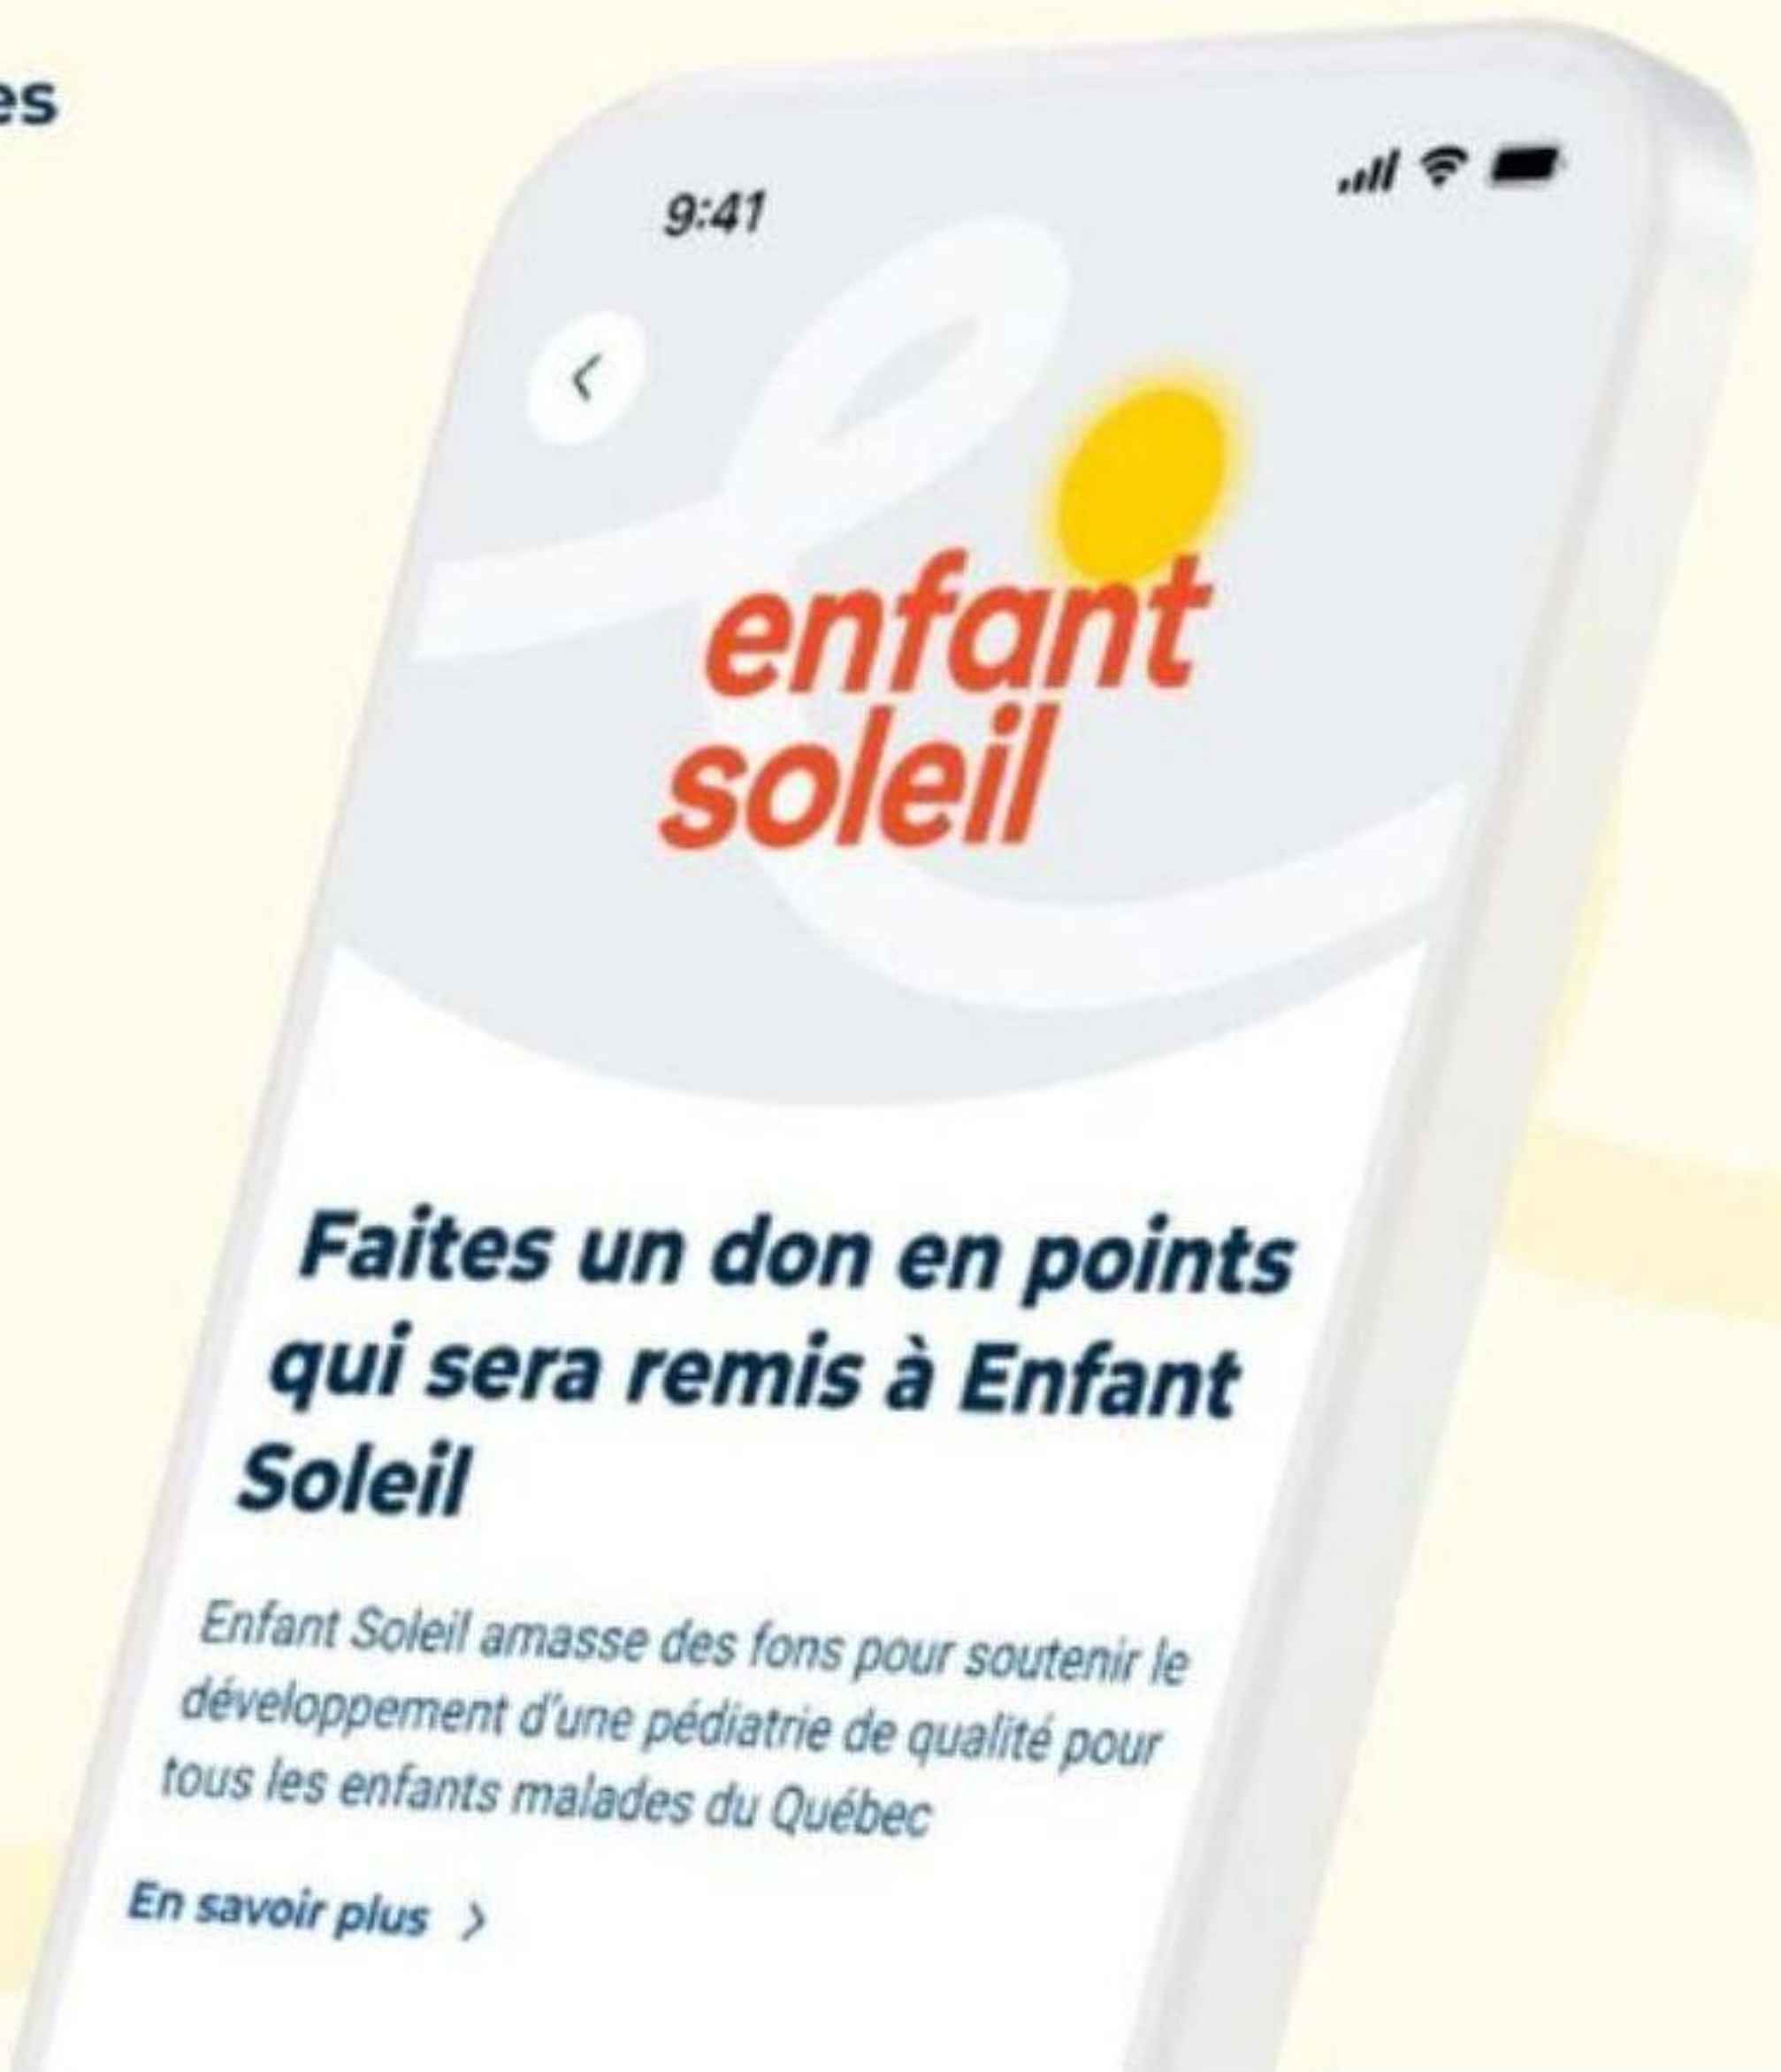 es
9:41
enfant
soleil
Faites un don en points
qui sera remis à Enfant
Soleil
Enfant Soleil amasse des fons pour soutenir le
développement d'une pédiatrie de qualité pour
tous les enfants malades du Québec
En savoir plus